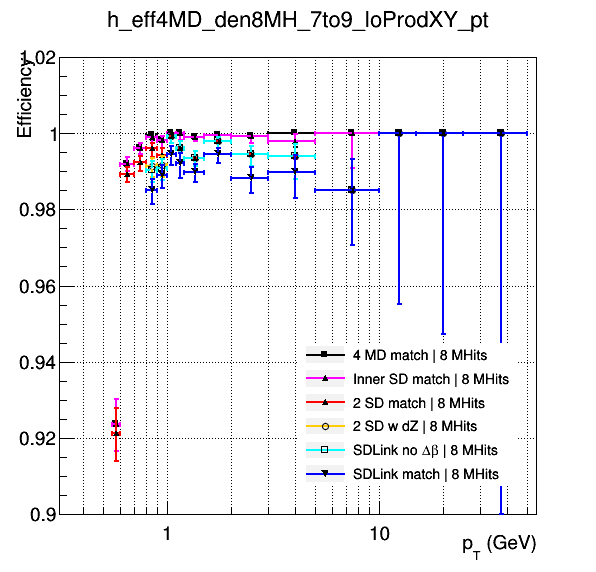 h_eff4MD_den8MH_7to9_loProdXY_pt
Efficiency
1.02
1
0.98
0.96
0.94
0.92
0.9
4 MD match | 8 MHits
Inner SD match | 8 MHits
2 SD match | 8 MHits
2 SD w dZ | 8 MHits
SDLink no Δβ | 8 MHits
SDLink match | 8 MHits
1
10
p_T (GeV)